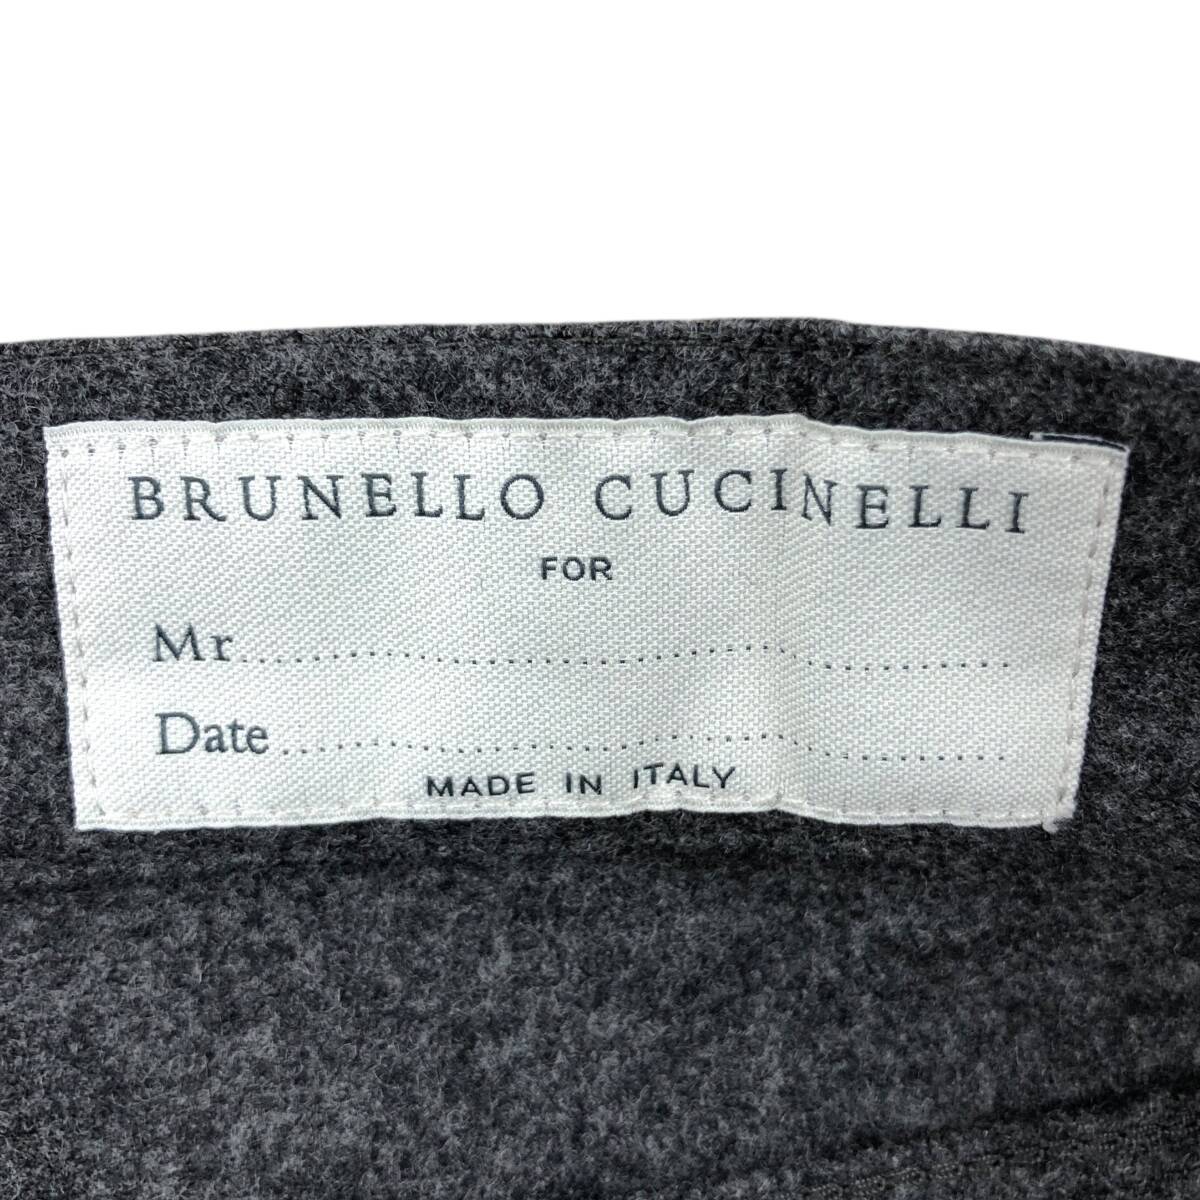 BRUNELLO CUCINELLI
FOR
Mr
Date
MADE IN ITALY